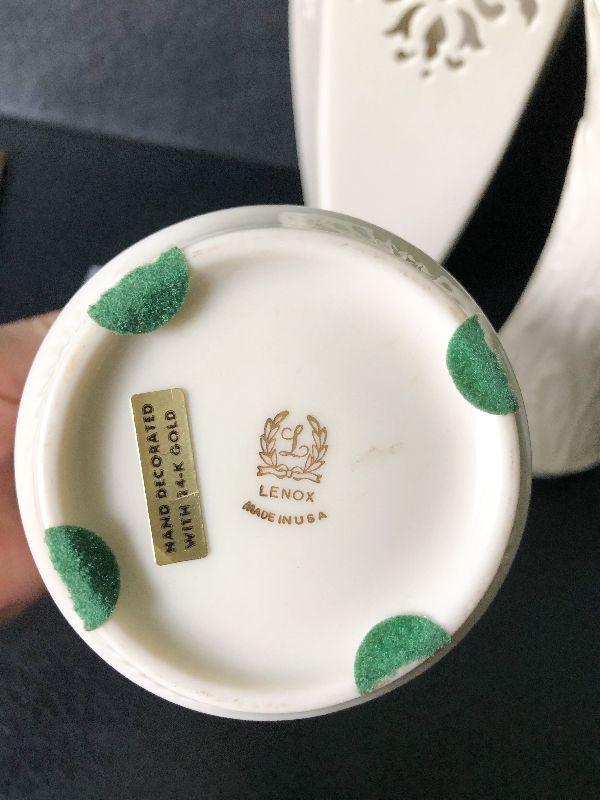 HAND DECORATED
WITH 24-K GOLD
L
LENOX
MADE IN USA